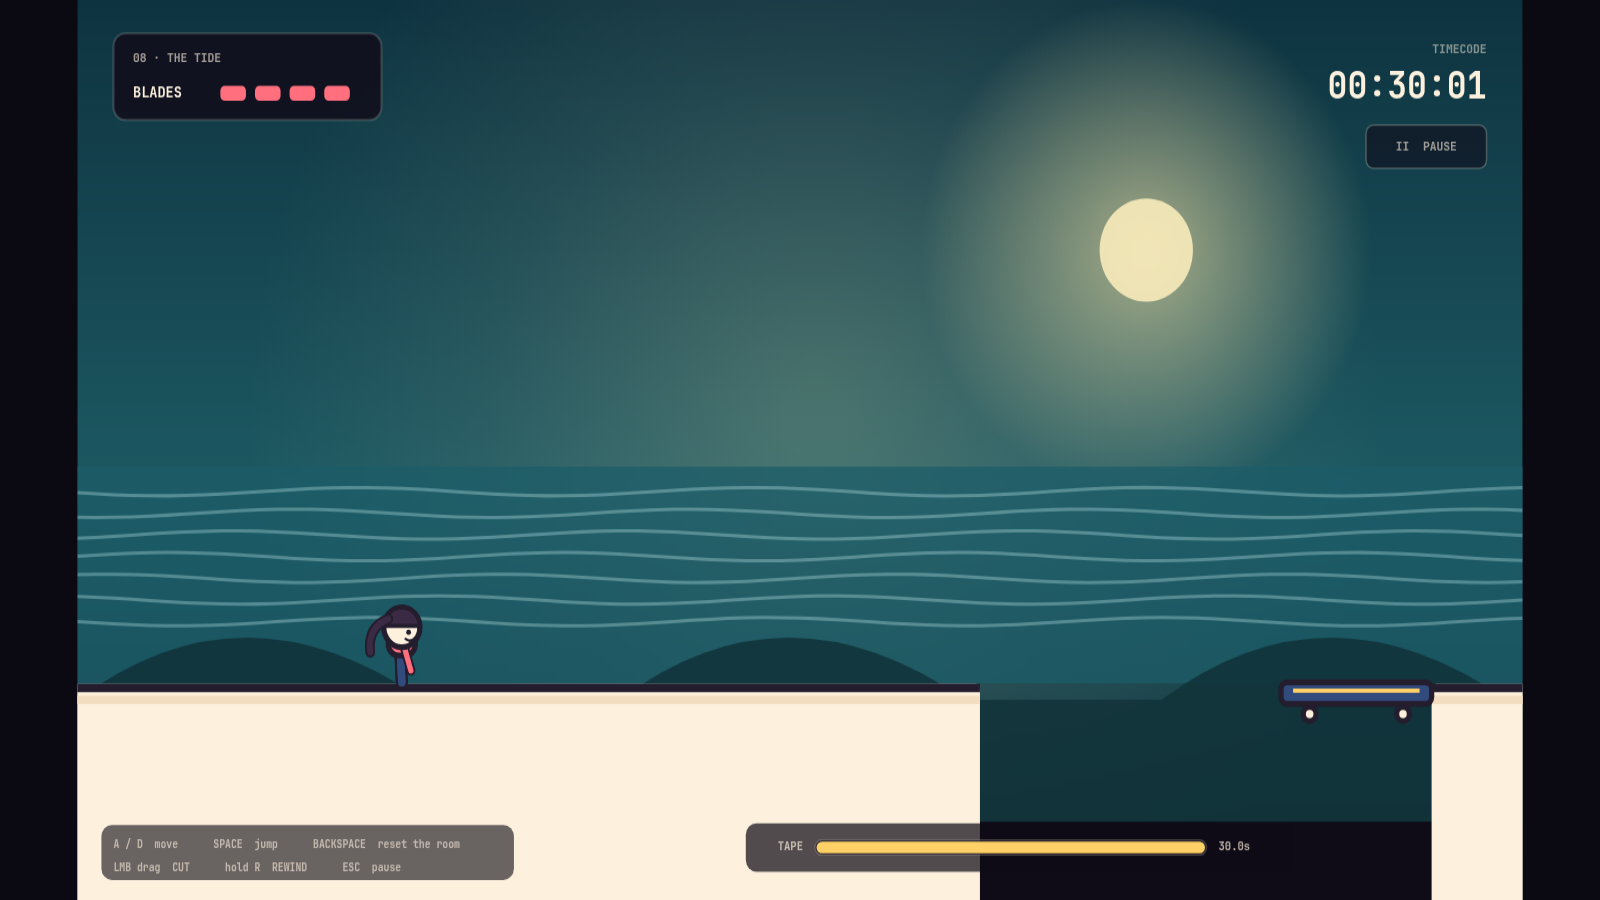 08 · THE TIDE
BLADES
TIMECODE
00:30:01
II PAUSE
A / D move SPACE jump BACKSPACE reset the room
LMB drag CUT hold R REWIND ESC pause
TAPE 30.0s